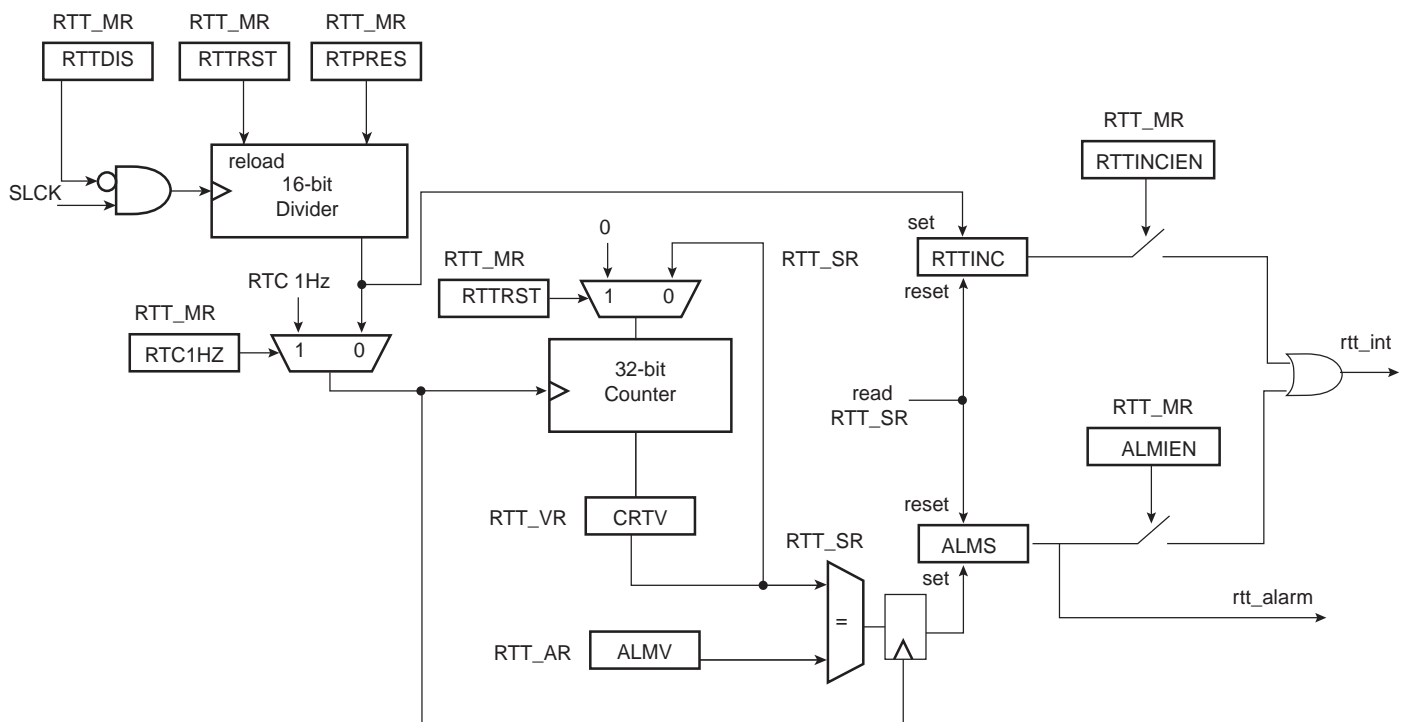 RTT_MR
RTT_MR
RTT_MR
RTTDIS
RTTRST
RTPRES
reload
16-bit
Divider
SLCK
RTT_MR
RTTINCIEN
set
RTTINC
reset
0
RTT_MR
RTTRST
1 0
RTT_SR
RTC 1Hz
RTT_MR
RTC1HZ
1 0
32-bit
Counter
rtt_int
read
RTT_SR
RTT_MR
ALMIEN
reset
ALMS
set
RTT_VR
CRTV
RTT_SR
=
rtt_alarm
RTT_AR
ALMV